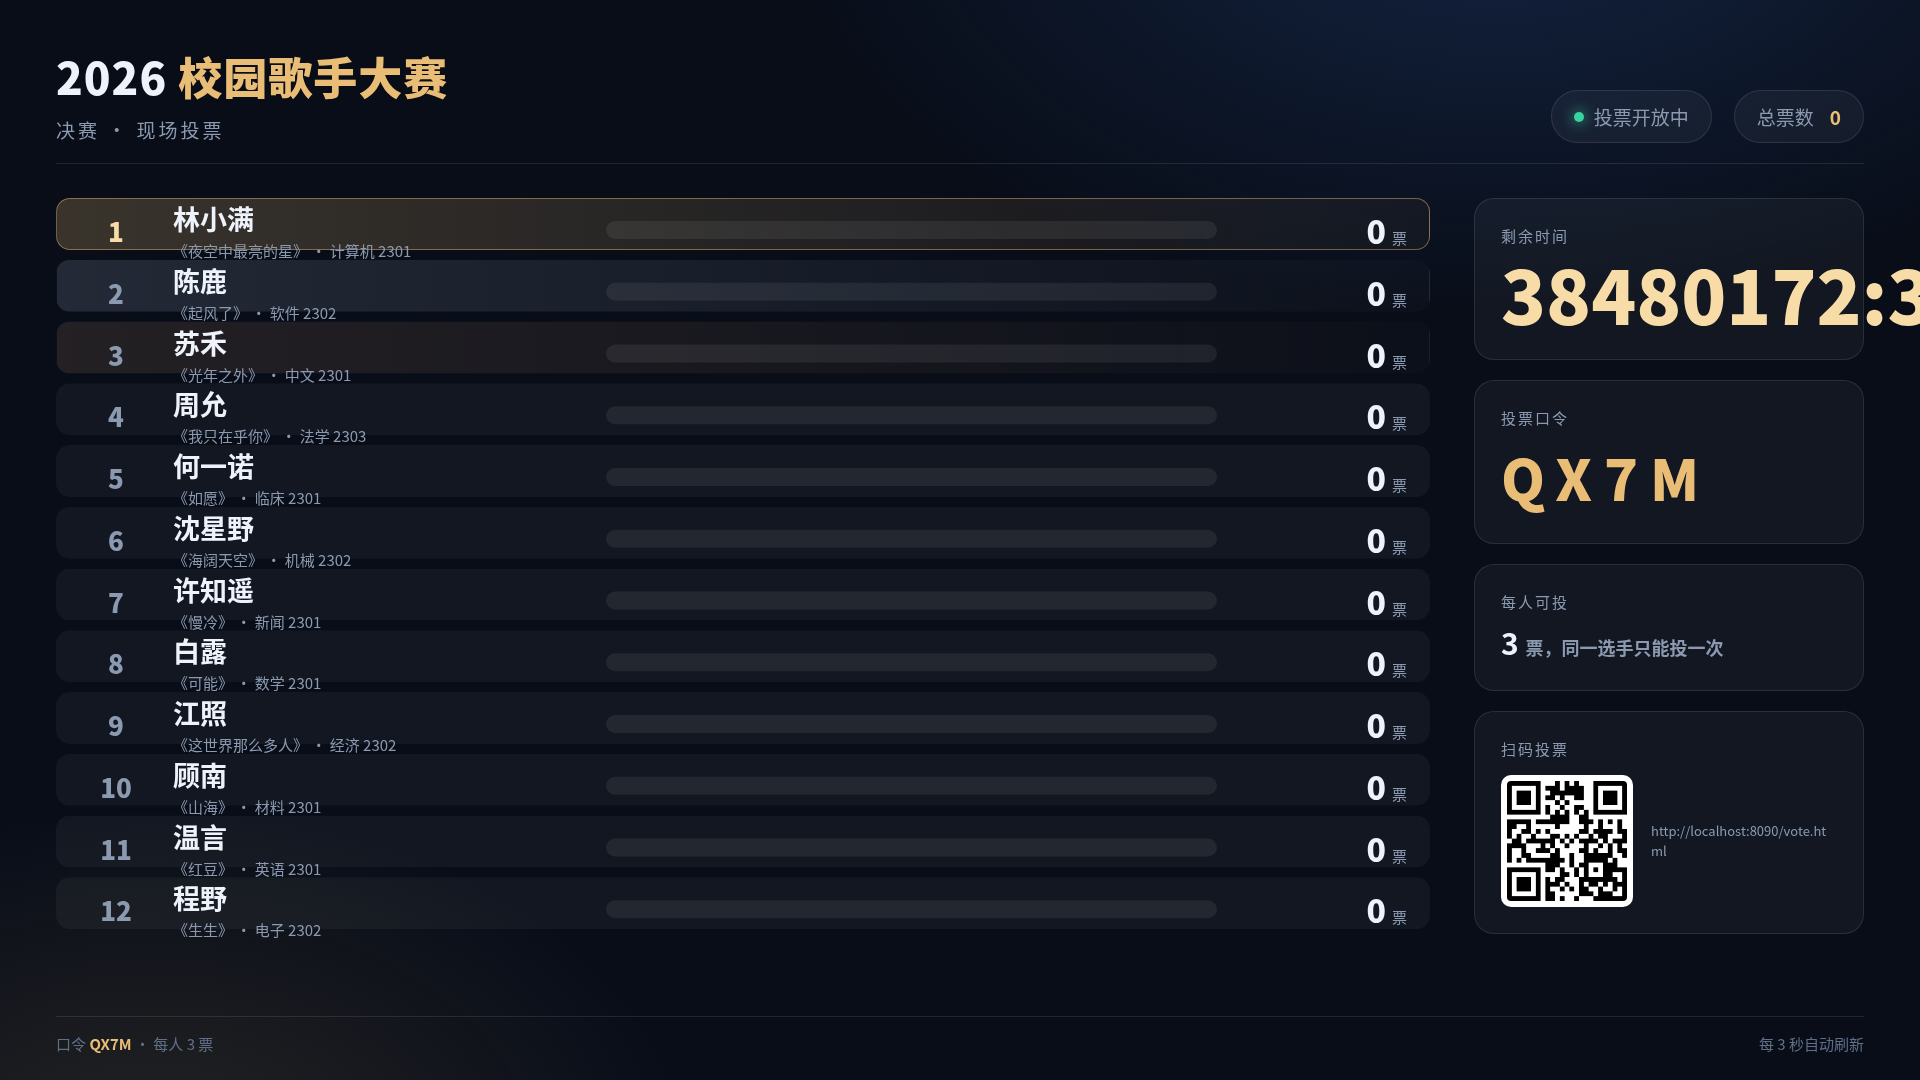 2026 校园歌手大赛
决赛 · 现场投票
投票开放中
总票数 0
1 林小满 0 票
《夜空中最亮的星》 · 计算机 2301
2 陈鹿 0 票
《起风了》 · 软件 2302
3 苏禾 0 票
《光年之外》 · 中文 2301
4 周允 0 票
《我只在乎你》 · 法学 2303
5 何一诺 0 票
《如愿》 · 临床 2301
6 沈星野 0 票
《海阔天空》 · 机械 2302
7 许知遥 0 票
《慢冷》 · 新闻 2301
8 白露 0 票
《可能》 · 数学 2301
9 江照 0 票
《这世界那么多人》 · 经济 2302
10 顾南 0 票
《山海》 · 材料 2301
11 温言 0 票
《红豆》 · 英语 2301
12 程野 0 票
《生生》 · 电子 2302
剩余时间
38480172:3
投票口令
QX7M
每人可投
3 票，同一选手只能投一次
扫码投票
http://localhost:8090/vote.ht
ml
口令 QX7M · 每人 3 票
每 3 秒自动刷新